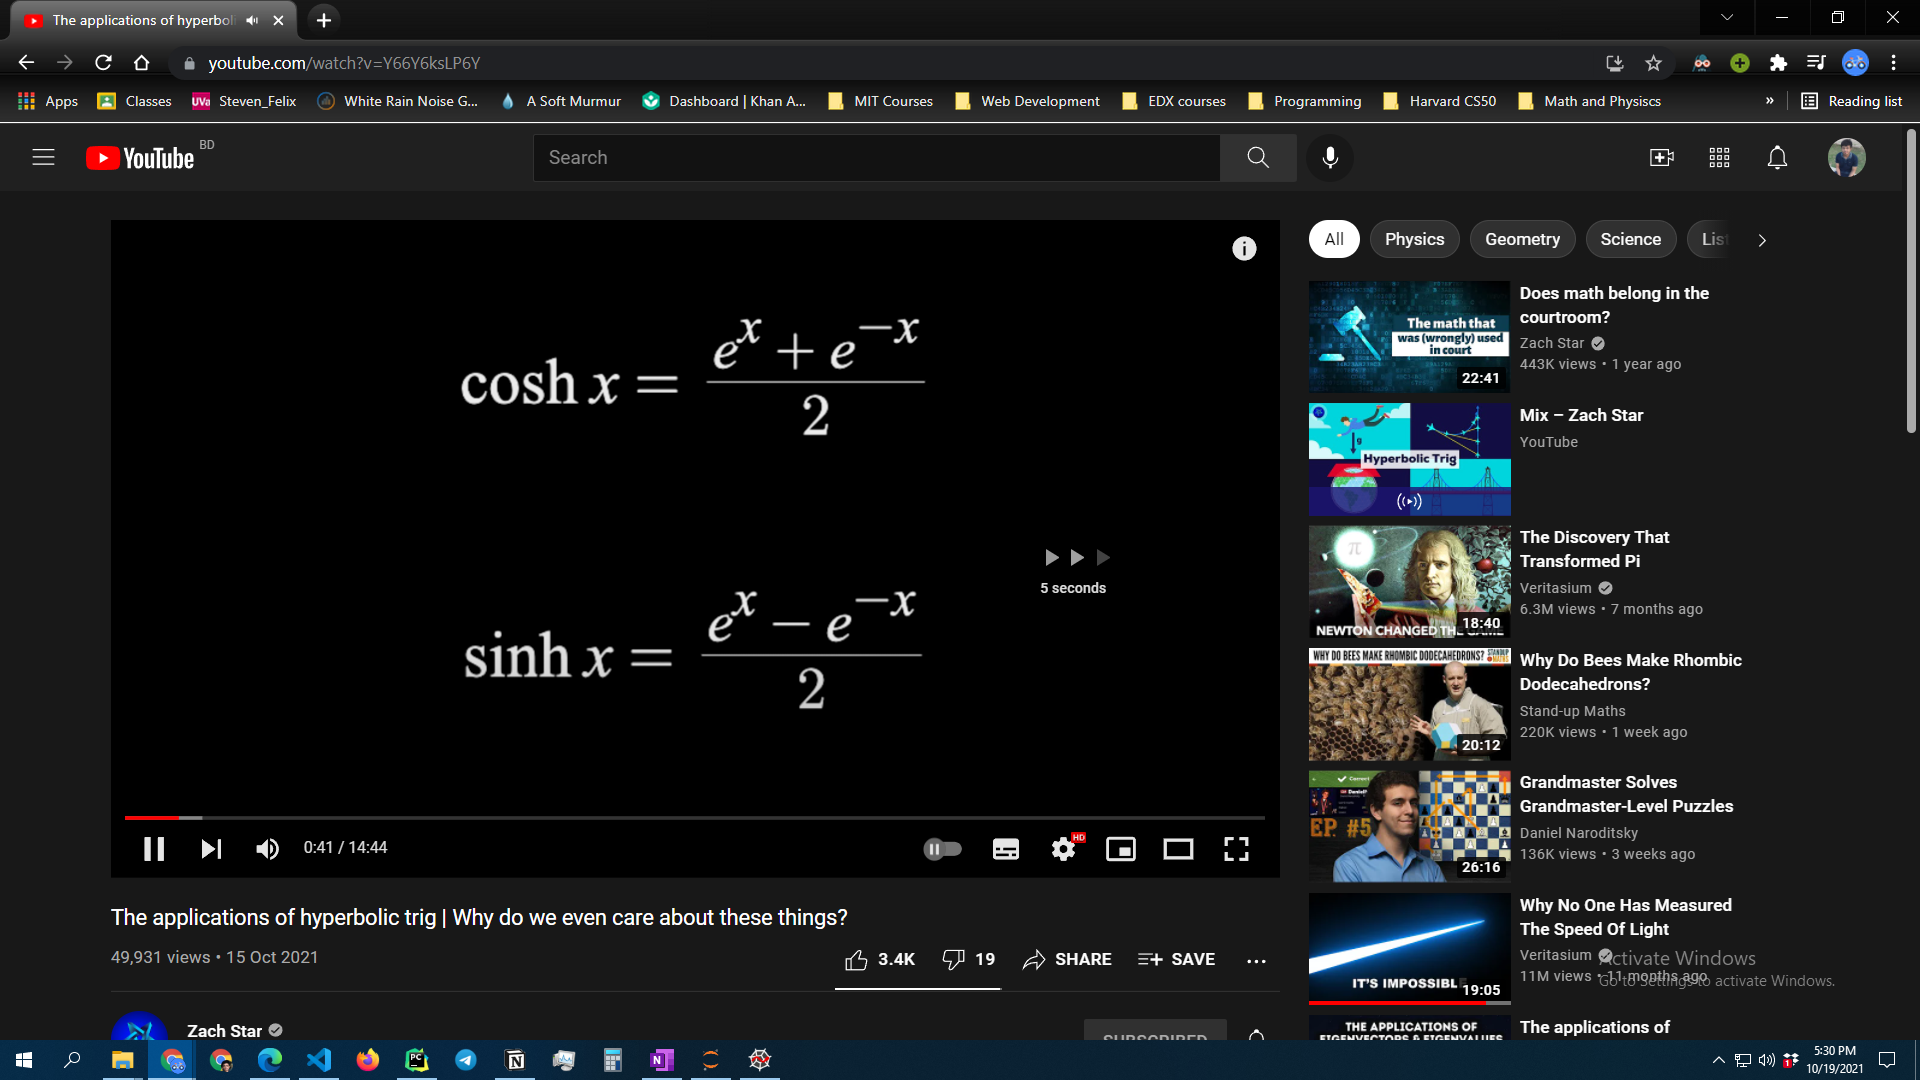 The applications of hyperboli
youtube.com/watch?v=Y66Y6ksLP6Y
Apps Classes Steven_Felix White Rain Noise G... A Soft Murmur Dashboard | Khan A... MIT Courses Web Development EDX courses Programming Harvard CS50 Math and Physiscs » Reading list
YouTube BD
Search
cosh x = (e^x + e^−x)/2
5 seconds
sinh x = (e^x − e^−x)/2
0:41 / 14:44
HD
The applications of hyperbolic trig | Why do we even care about these things?
49,931 views • 15 Oct 2021
3.4K 19 SHARE SAVE
Zach Star
SUBSCRIBED
All Physics Geometry Science List
The math that
was (wrongly) used
in court
22:41
Does math belong in the
courtroom?
Zach Star
443K views • 1 year ago
g
Hyperbolic Trig
Mix – Zach Star
YouTube
π
NEWTON CHANGED THE GAME
18:40
The Discovery That
Transformed Pi
Veritasium
6.3M views • 7 months ago
WHY DO BEES MAKE RHOMBIC DODECAHEDRONS?
STANDUP
MATHS
20:12
Why Do Bees Make Rhombic
Dodecahedrons?
Stand-up Maths
220K views • 1 week ago
EP. #5
26:16
Grandmaster Solves
Grandmaster-Level Puzzles
Daniel Naroditsky
136K views • 3 weeks ago
IT'S IMPOSSIBLE
19:05
Why No One Has Measured
The Speed Of Light
Veritasium
11M views • 11 months ago
Activate Windows
Go to Settings to activate Windows.
THE APPLICATIONS OF
EIGENVECTORS & EIGENVALUES
The applications of
5:30 PM
10/19/2021